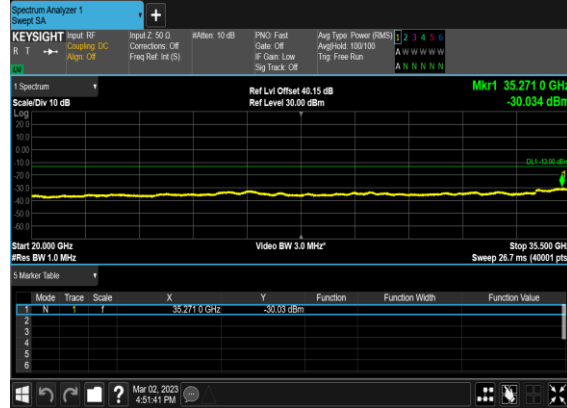 Spectrum Analyzer 1
Swept SA
+
KEYSIGHT Input: RF Input Z: 50 Ω #Atten: 10 dB PNO: Fast Avg Type: Power (RMS) 1 2 3 4 5 6
R T Coupling: DC Corrections: Off Gate: Off Avg|Hold: 100/100 A W W W W W
Align: Off Freq Ref: Int (S) IF Gain: Low Trig: Free Run
Sig Track: Off A N N N N N
1 Spectrum Mkr1 35.271 0 GHz
Ref Lvl Offset 40.15 dB
Scale/Div 10 dB Ref Level 30.00 dBm -30.034 dBm
Log
20.0
10.0
0.00
-10.0
DL1 -13.00 dBm
-20.0
-30.0
-40.0
-50.0
-60.0
Start 20.000 GHz Video BW 3.0 MHz* Stop 35.500 GHz
#Res BW 1.0 MHz Sweep 26.7 ms (40001 pts
5 Marker Table
Mode Trace Scale X Y Function Function Width Function Value
1 N 1 f 35.271 0 GHz -30.03 dBm
2
3
4
5
6
?
Mar 02, 2023
4:51:41 PM